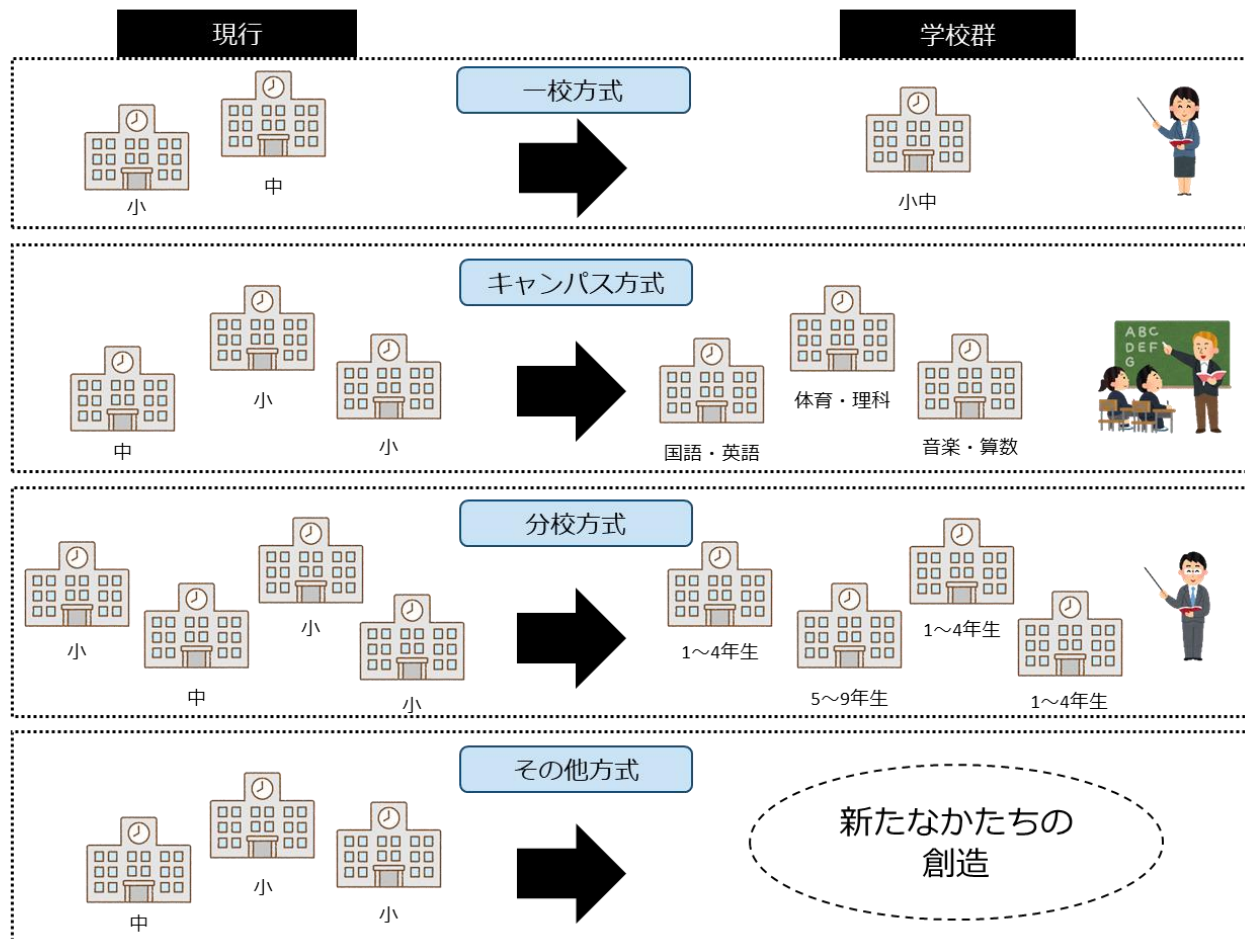 現行
学校群
一校方式
小
中
小中
キャンパス方式
中
小
小
国語・英語
体育・理科
音楽・算数
ABC
DEF
G
分校方式
小
中
小
小
1～4年生
5～9年生
1～4年生
1～4年生
その他方式
中
小
小
新たなかたちの
創造